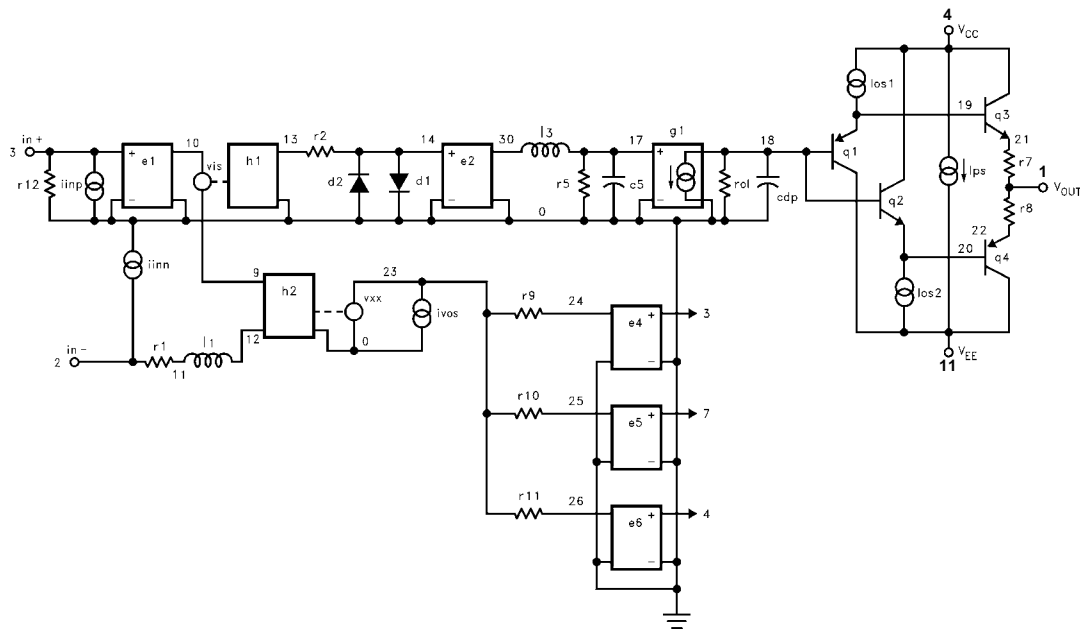 4
V_CC
Ios1
19
q3
in +
10
13
r2
14
30
l3
17
g1
18
21
3
+
e1
vis
h1
+
e2
+
q1
r7
1
r12
iinp
d2
d1
r5
c5
rol
cdp
Ips
V_OUT
q2
r8
−
−
−
−
0
−
−
22
iinn
9
23
20
q4
h2
vxx
ivos
Ios2
r9
24
e4
+
3
in −
r1
l1
12
0
−
−
V_EE
2
11
11
r10
25
+
7
e5
−
−
r11
26
+
4
e6
−
−